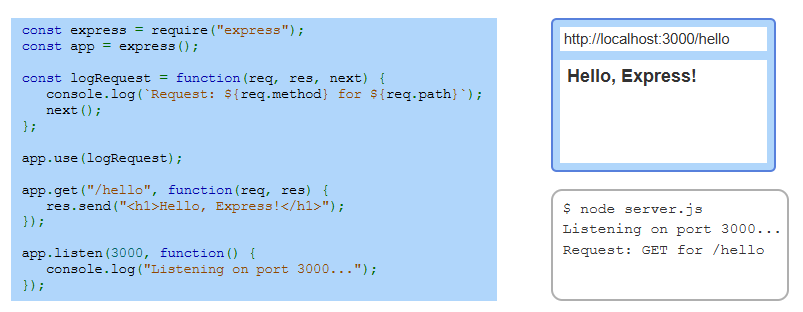 const express = require("express");
const app = express();
const logRequest = function(req, res, next) {
   console.log(`Request: ${req.method} for ${req.path}`);
   next();
};
app.use(logRequest);
app.get("/hello", function(req, res) {
   res.send("<h1>Hello, Express!</h1>");
});
app.listen(3000, function() {
   console.log("Listening on port 3000...");
});
http://localhost:3000/hello
Hello, Express!
$ node server.js
Listening on port 3000...
Request: GET for /hello